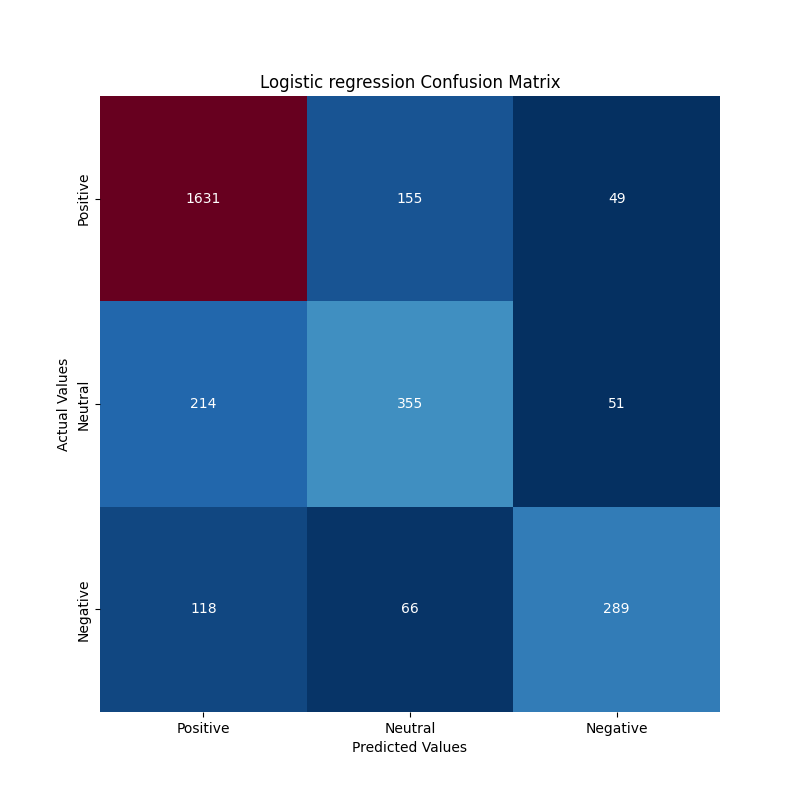 Logistic regression Confusion Matrix
Actual Values
Positive
1631 155 49
Neutral
214 355 51
Negative
118 66 289
Positive Neutral Negative
Predicted Values